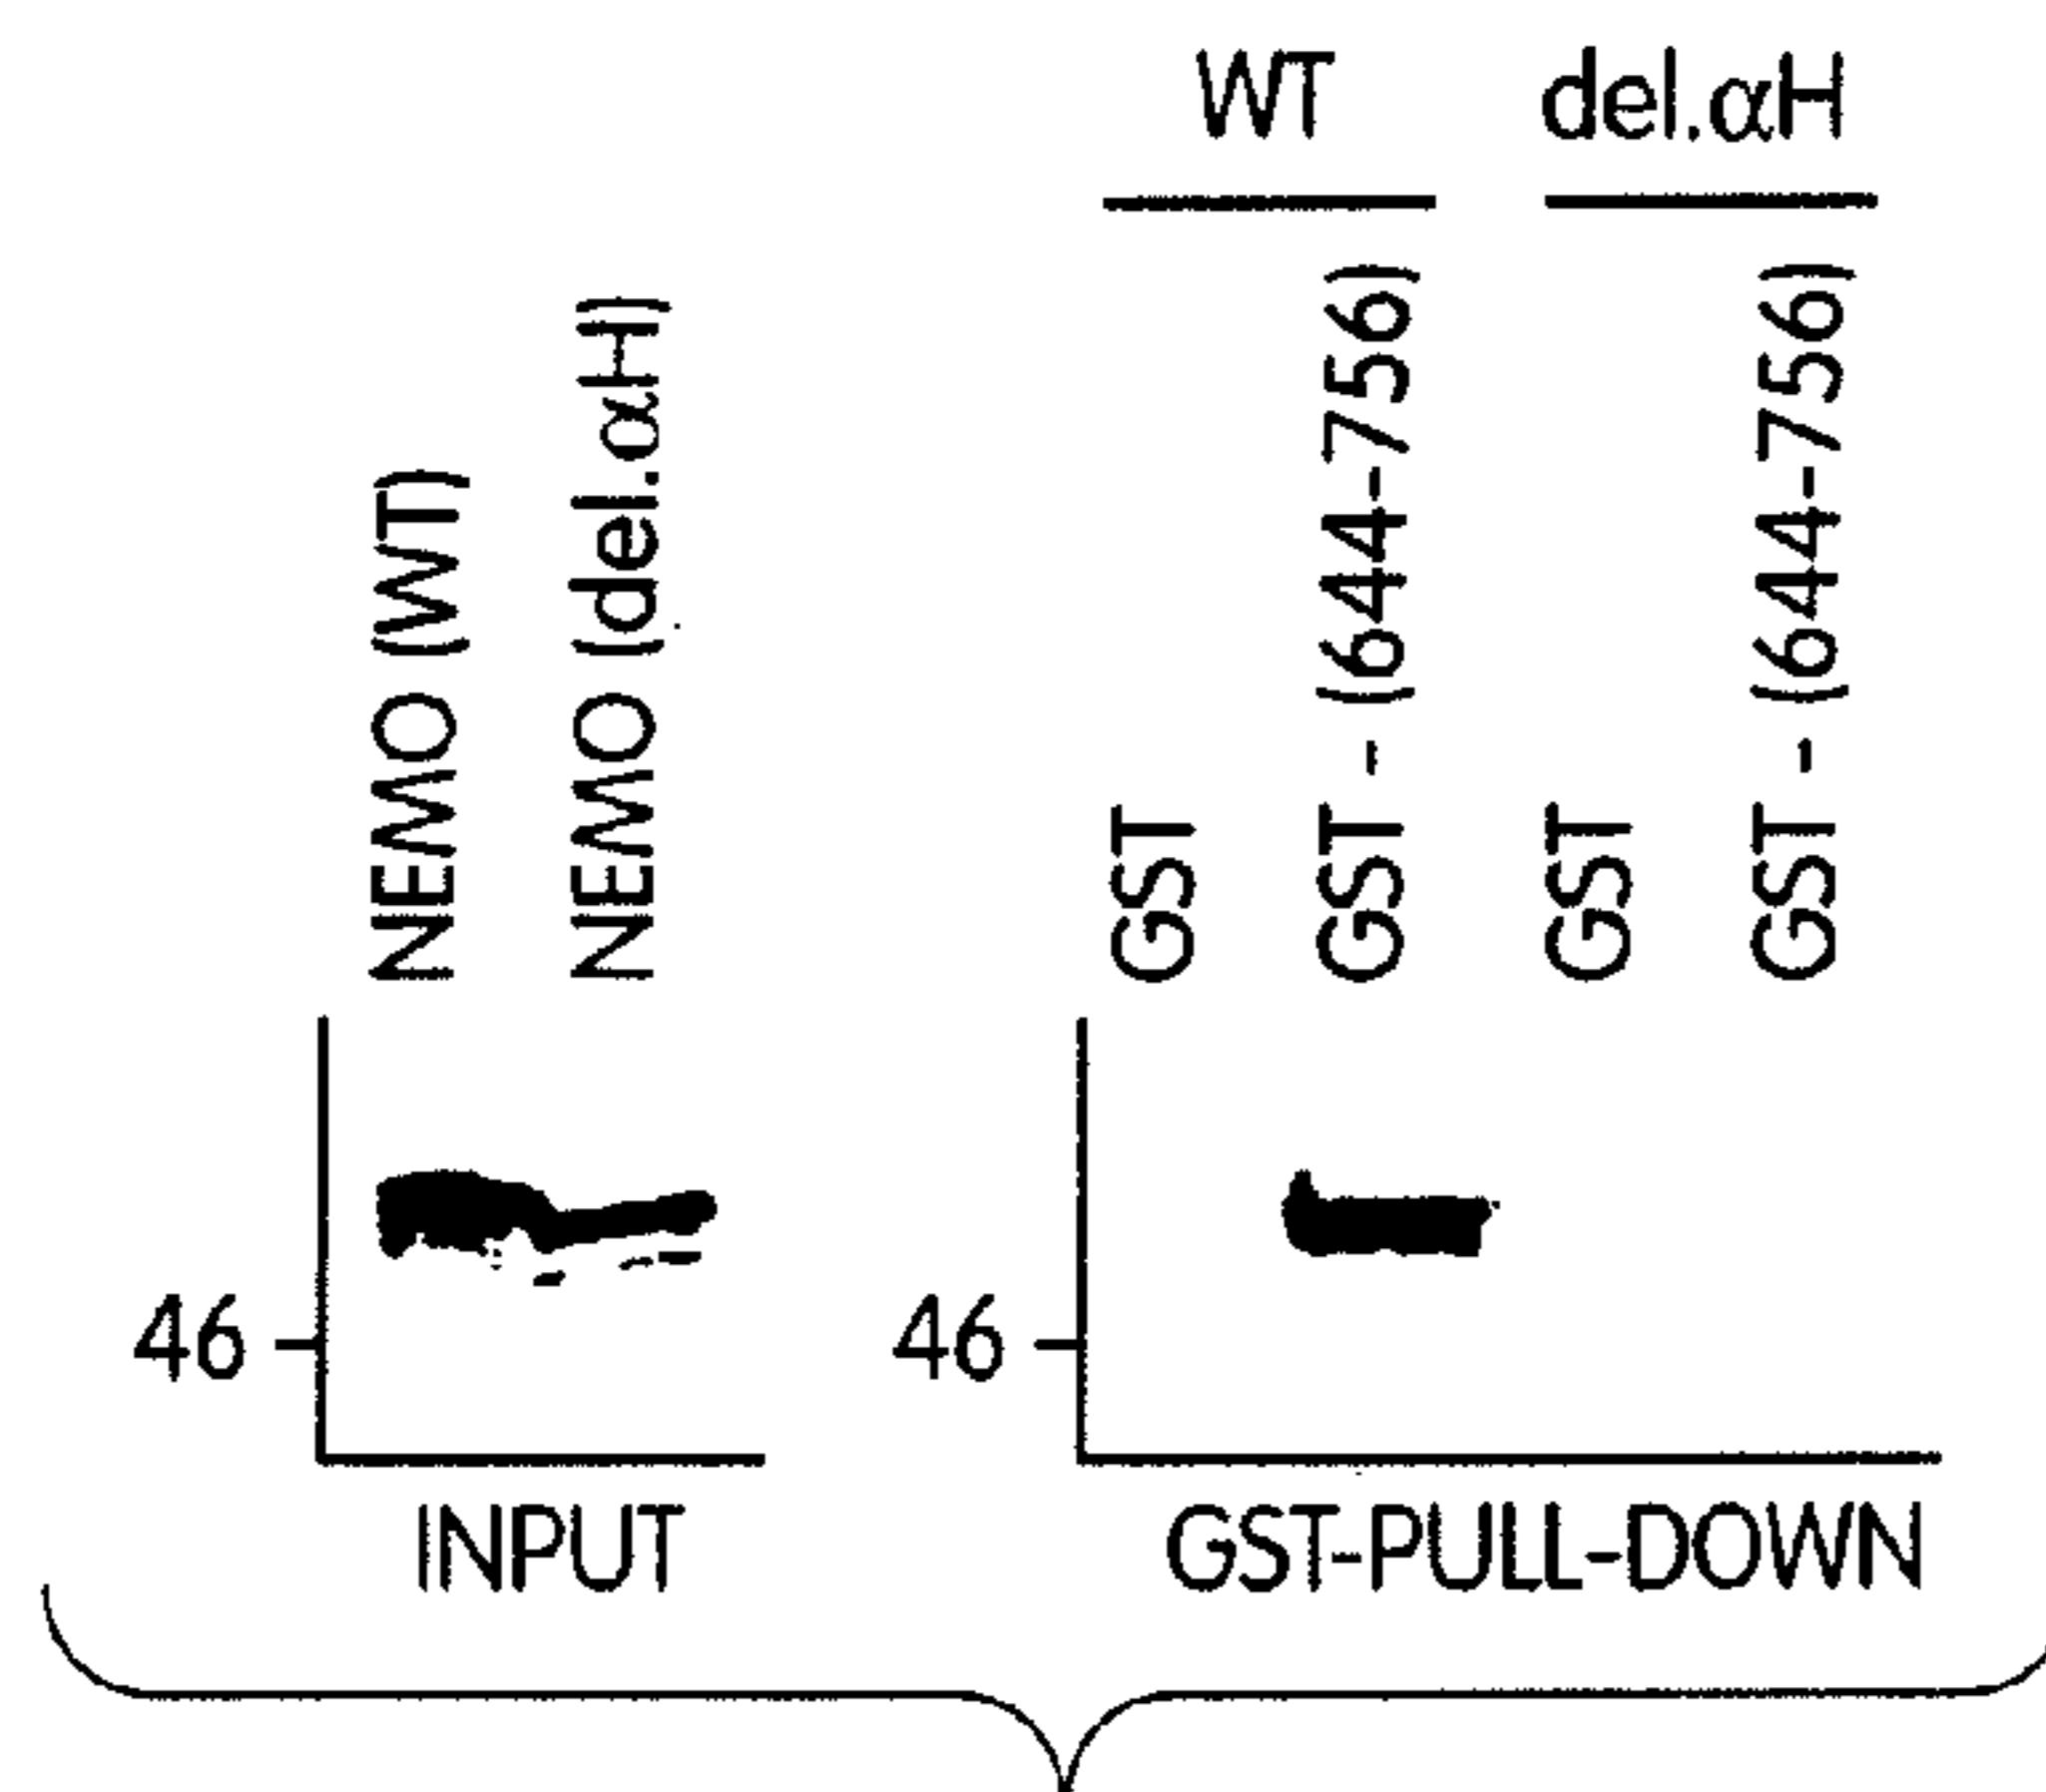 WT
del.αH
NEMO (WT)
NEMO (del.αH)
GST
GST - (644-756)
GST
GST - (644-756)
46
46
INPUT
GST-PULL-DOWN